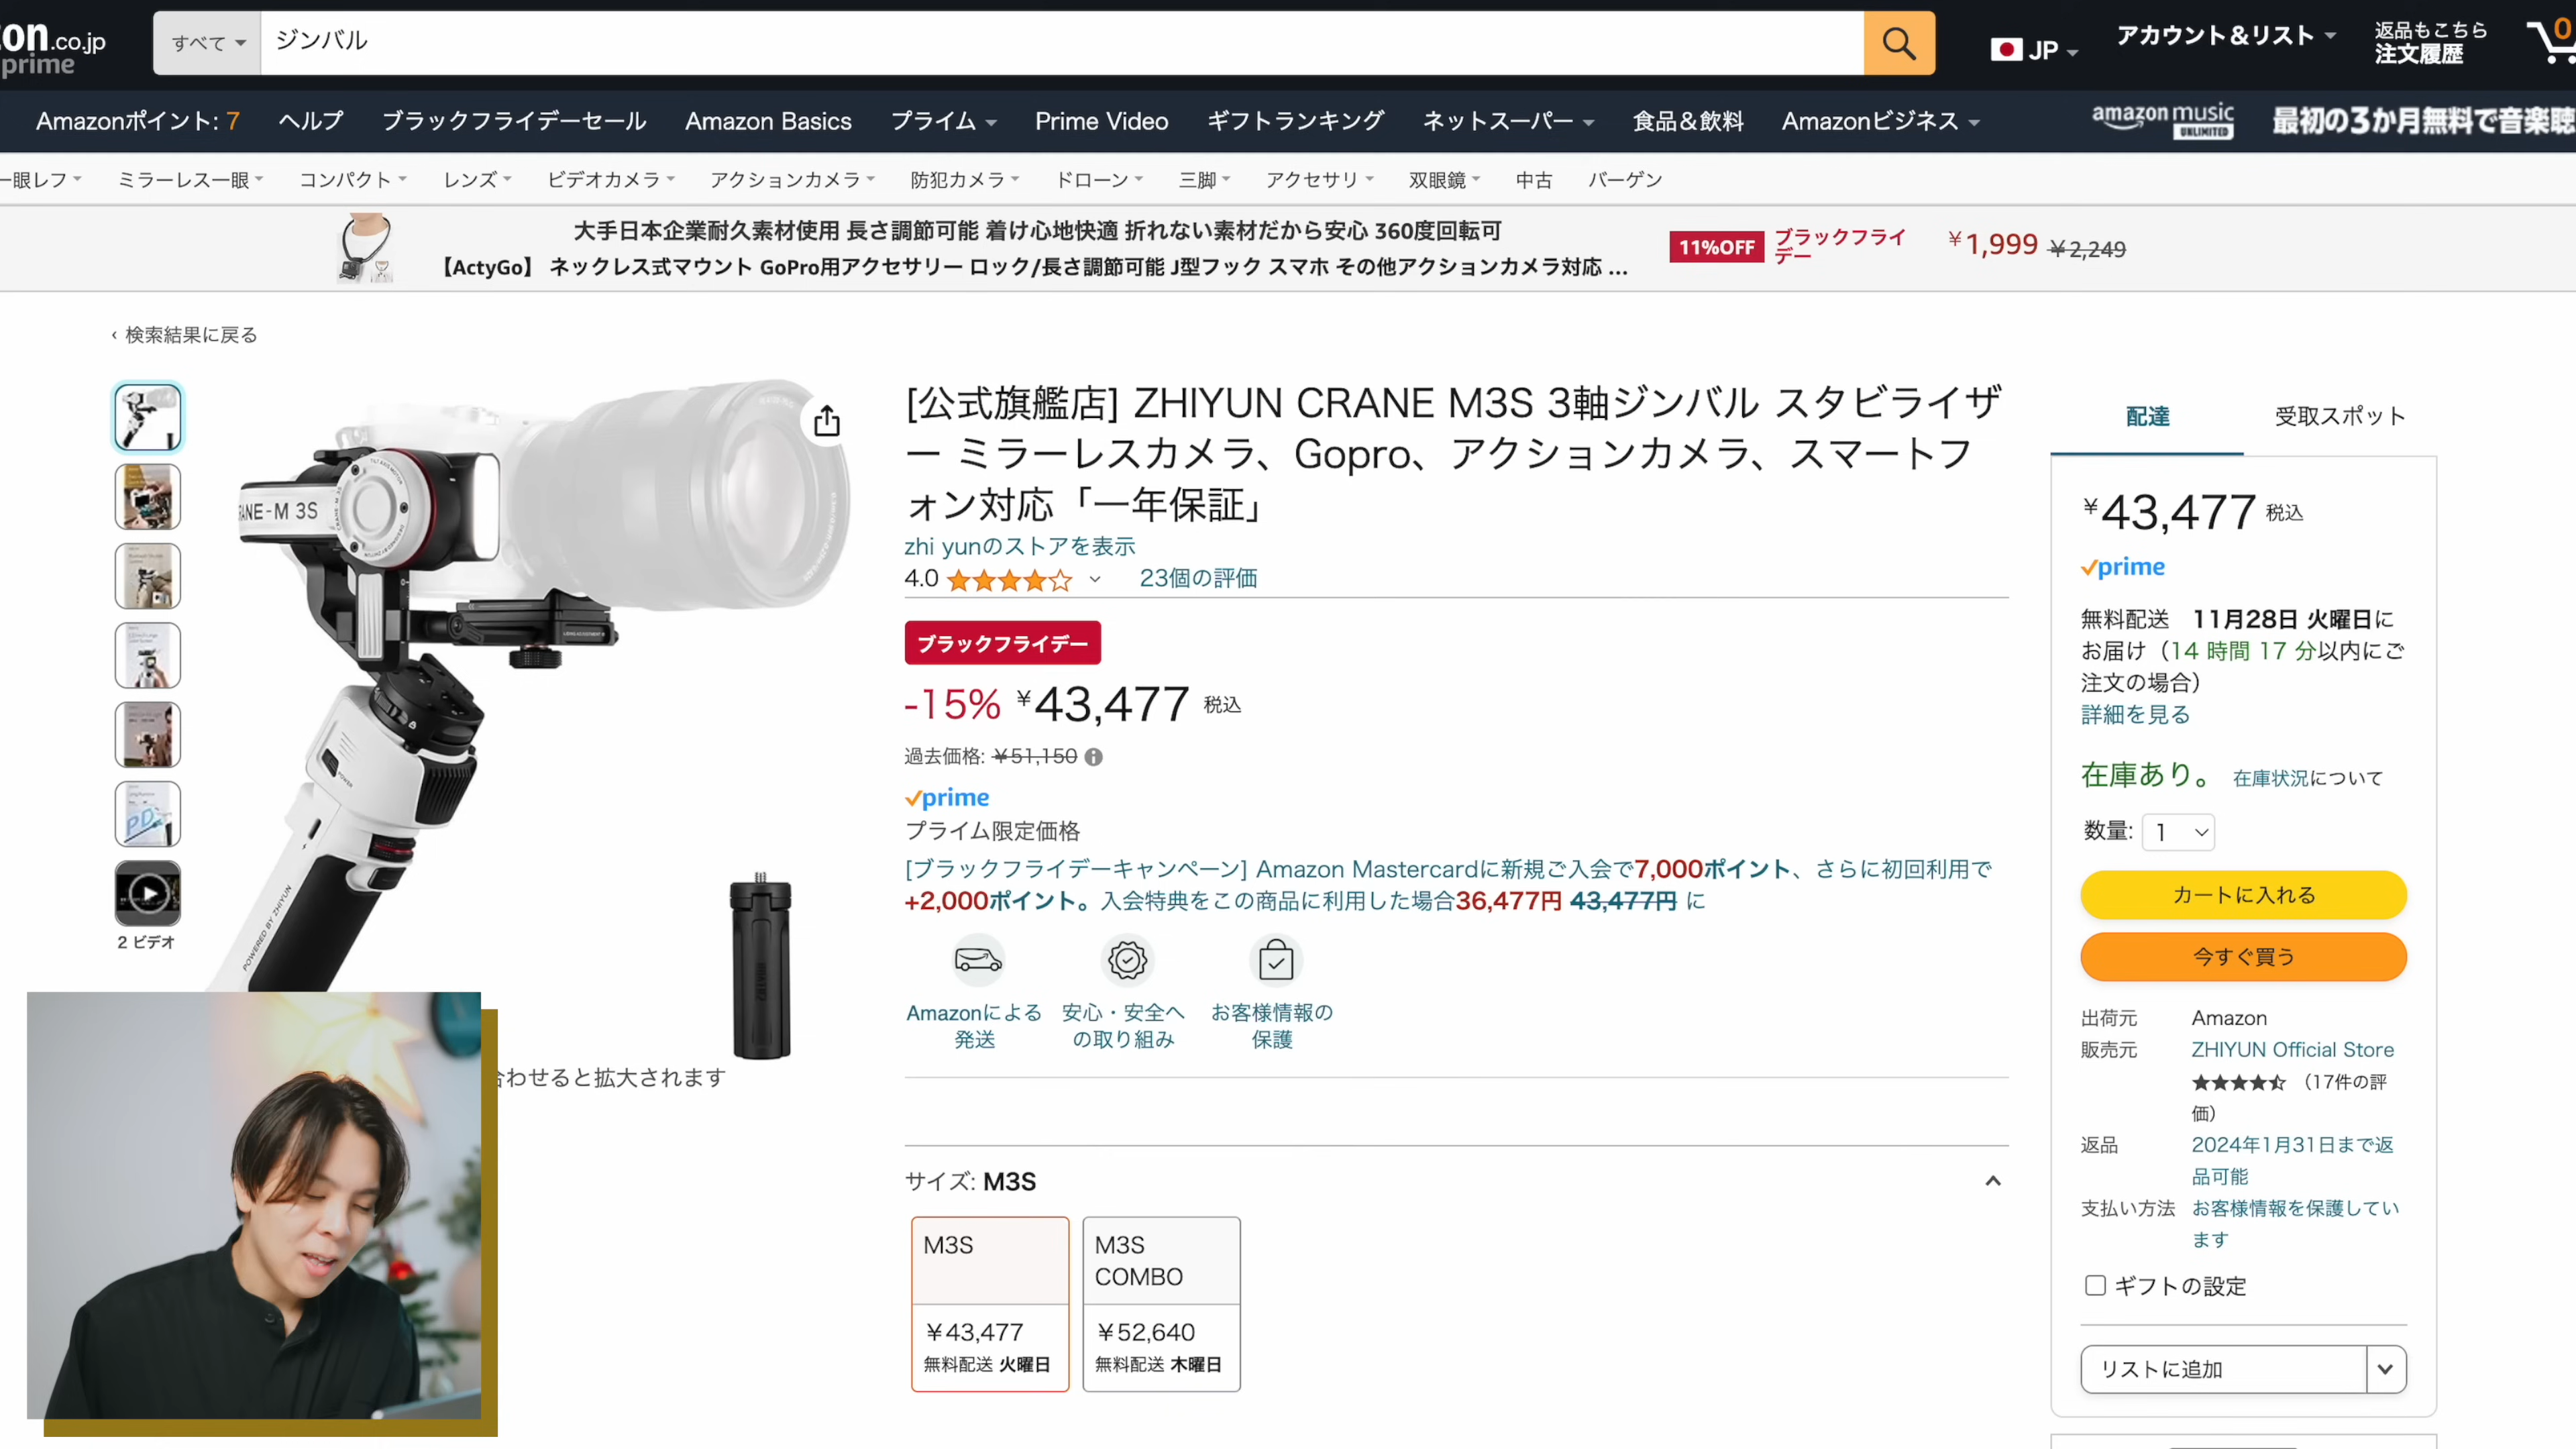 on.co.jp
prime
すべて
ジンバル
JP
アカウント&リスト
返品もこちら
注文履歴
0
Amazonポイント: 7
ヘルプ
ブラックフライデーセール
Amazon Basics
プライム
Prime Video
ギフトランキング
ネットスーパー
食品&飲料
Amazonビジネス
amazon music
UNLIMITED
最初の3か月無料で音楽聴
一眼レフ
ミラーレス一眼
コンパクト
レンズ
ビデオカメラ
アクションカメラ
防犯カメラ
ドローン
三脚
アクセサリ
双眼鏡
中古
バーゲン
大手日本企業耐久素材使用 長さ調節可能 着け心地快適 折れない素材だから安心 360度回転可
【ActyGo】 ネックレス式マウント GoPro用アクセサリー ロック/長さ調節可能 J型フック スマホ その他アクションカメラ対応 ...
11%OFF
ブラックフライ
デー
¥1,999 ¥2,249
‹ 検索結果に戻る
RANE-M 3S
POWER
POWERED BY ZHIYUN
PD
2 ビデオ
合わせると拡大されます
[公式旗艦店] ZHIYUN CRANE M3S 3軸ジンバル スタビライザ
ー ミラーレスカメラ、Gopro、アクションカメラ、スマートフ
ォン対応「一年保証」
zhi yunのストアを表示
4.0
23個の評価
ブラックフライデー
-15% ¥43,477 税込
過去価格: ¥51,150
prime
プライム限定価格
[ブラックフライデーキャンペーン] Amazon Mastercardに新規ご入会で7,000ポイント、さらに初回利用で
+2,000ポイント。入会特典をこの商品に利用した場合36,477円 43,477円 に
Amazonによる
発送
安心・安全へ
の取り組み
お客様情報の
保護
サイズ: M3S
M3S
¥43,477
無料配送 火曜日
M3S
COMBO
¥52,640
無料配送 木曜日
配達
受取スポット
¥43,477 税込
prime
無料配送 11月28日 火曜日に
お届け（14 時間 17 分以内にご
注文の場合）
詳細を見る
在庫あり。 在庫状況について
数量: 1
カートに入れる
今すぐ買う
出荷元 Amazon
販売元 ZHIYUN Official Store
（17件の評
価）
返品 2024年1月31日まで返
品可能
支払い方法 お客様情報を保護してい
ます
ギフトの設定
リストに追加